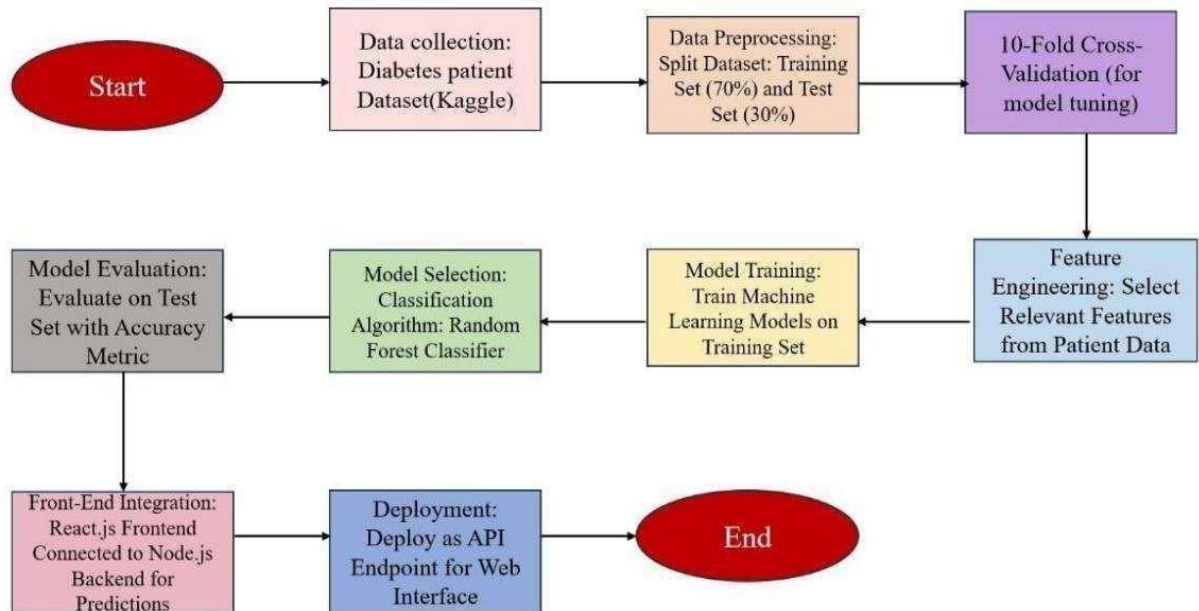 Start
Data collection:
Diabetes patient
Dataset(Kaggle)
Data Preprocessing:
Split Dataset: Training
Set (70%) and Test
Set (30%)
10-Fold Cross-
Validation (for
model tuning)
Feature
Engineering: Select
Relevant Features
from Patient Data
Model Training:
Train Machine
Learning Models on
Training Set
Model Selection:
Classification
Algorithm: Random
Forest Classifier
Model Evaluation:
Evaluate on Test
Set with Accuracy
Metric
Front-End Integration:
React.js Frontend
Connected to Node.js
Backend for
Predictions
Deployment:
Deploy as API
Endpoint for Web
Interface
End